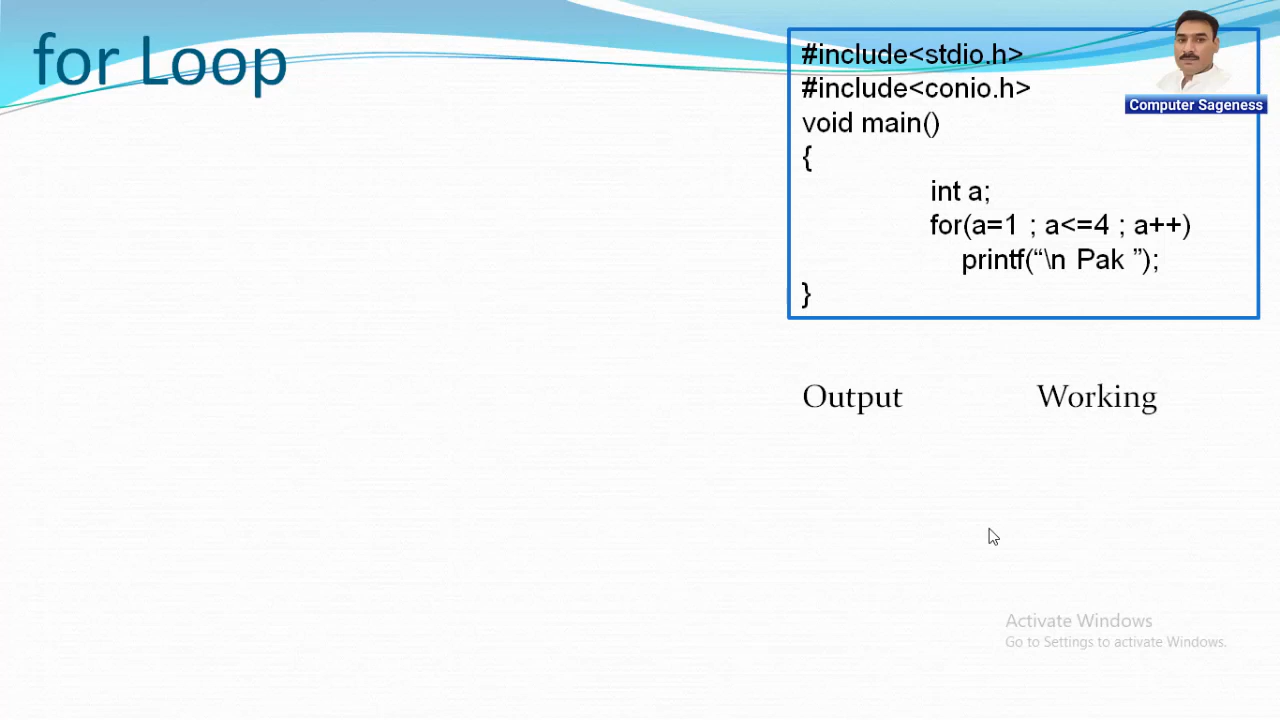 for Loop
#include<stdio.h>
#include<conio.h>
Computer Sageness
void main()
{
int a;
for(a=1 ; a<=4 ; a++)
printf(“\n Pak ”);
}
Output Working
Activate Windows
Go to Settings to activate Windows.